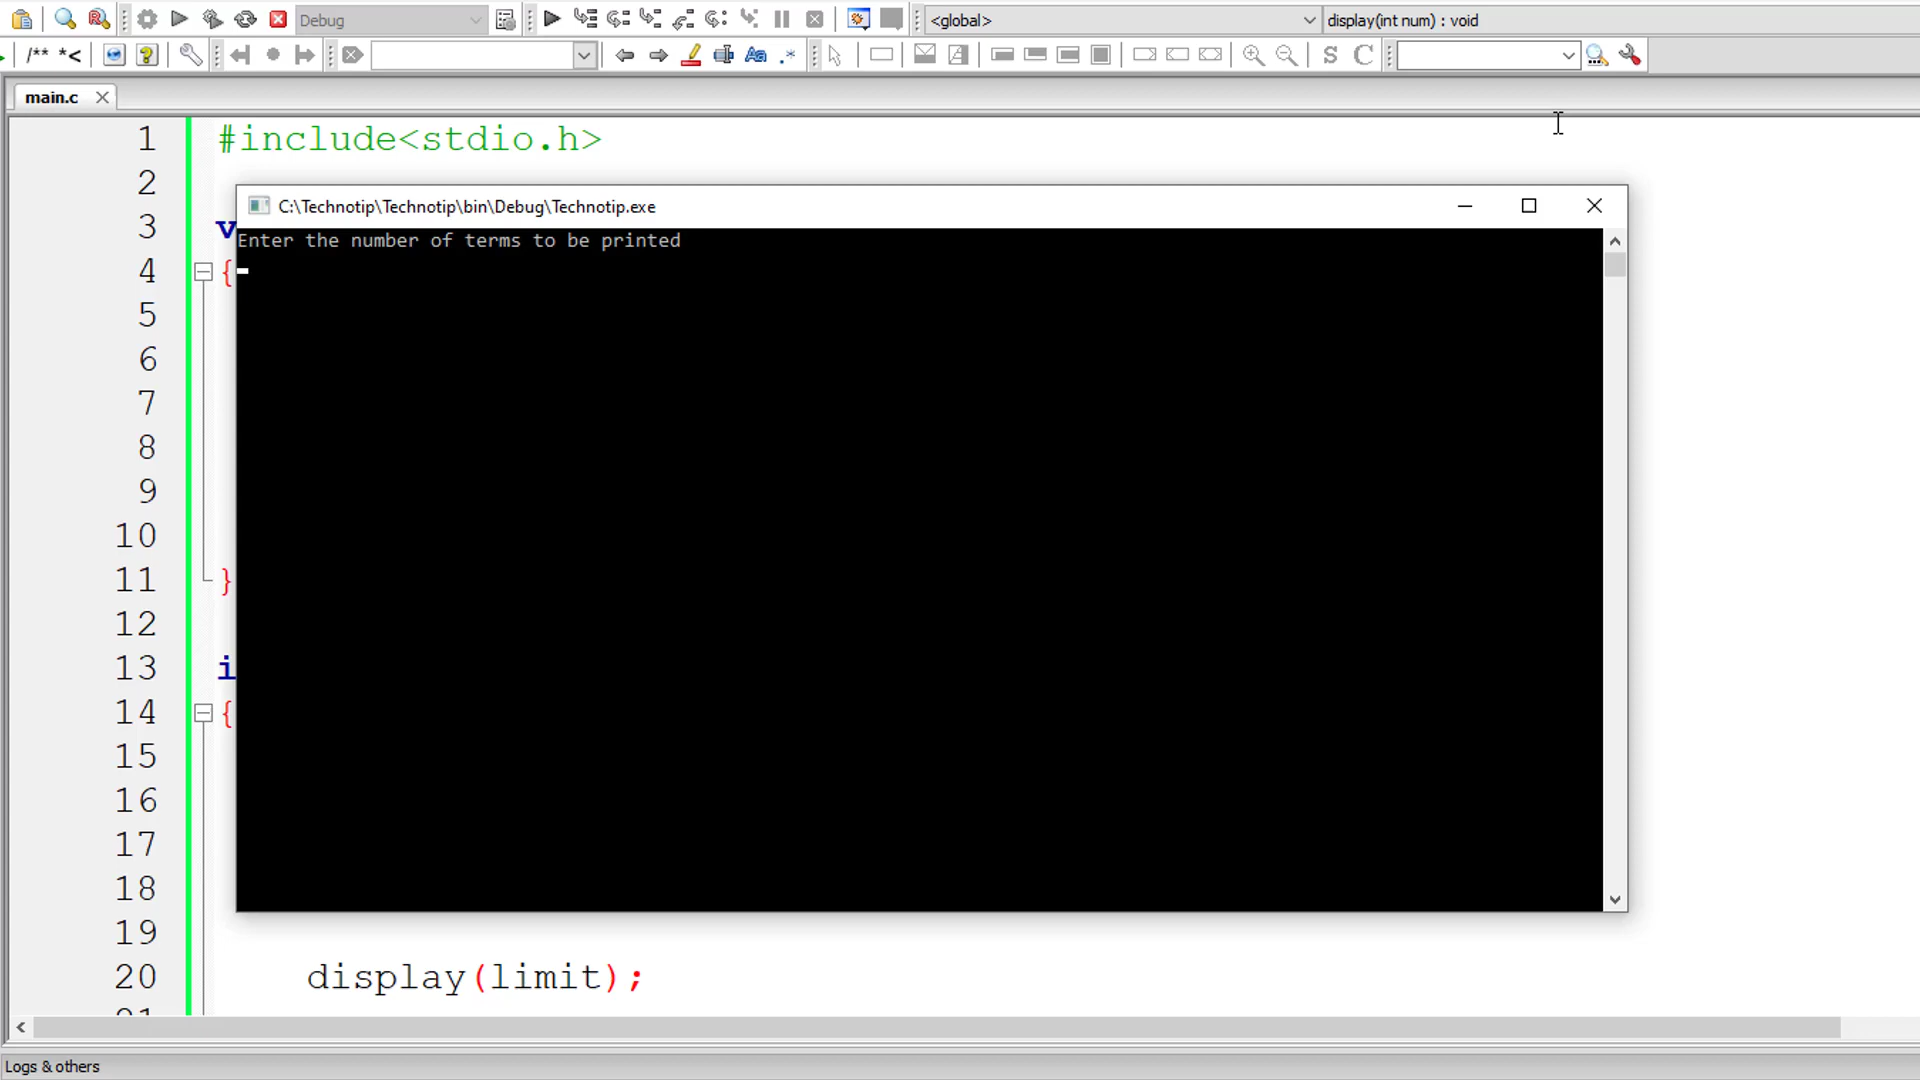 Debug
<global>
display(int num) : void
/** *<
Aa
.*
S
C
main.c
1 #include<stdio.h>
2
C:\Technotip\Technotip\bin\Debug\Technotip.exe
3 v
Enter the number of terms to be printed
4 {
5
6
7
8
9
10
11 }
12
13 i
14 {
15
16
17
18
19
20 display(limit);
21
Logs & others